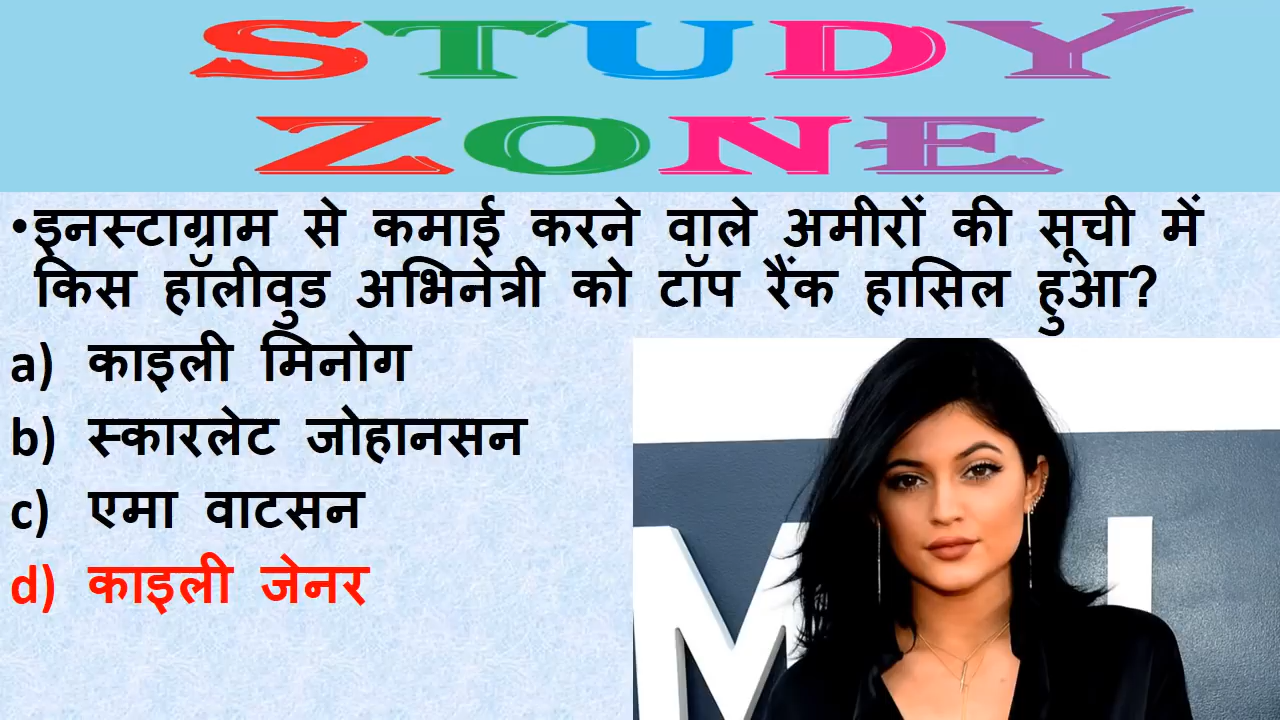 STUDY
ZONE
•इनस्टाग्राम से कमाई करने वाले अमीरों की सूची में
किस हॉलीवुड अभिनेत्री को टॉप रैंक हासिल हुआ?
a) काइली मिनोग
b) स्कारलेट जोहानसन
c) एमा वाटसन
d) काइली जेनर